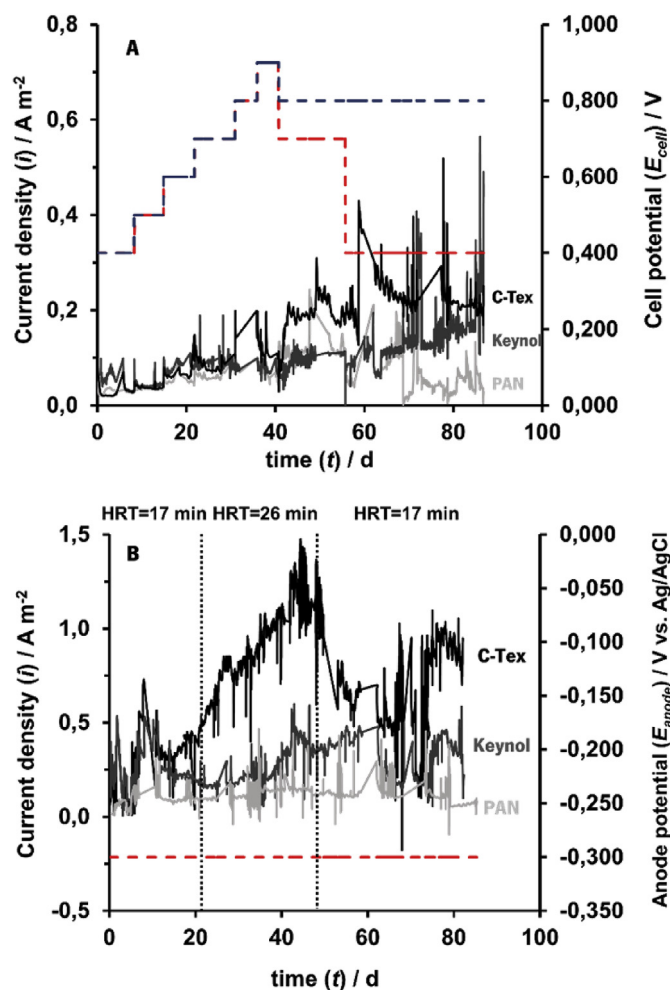 A
Current density (i) / A m-2
0,8
0,6
0,4
0,2
0,0
1,000
0,800
0,600
0,400
0,200
0,000
Cell potential (Ecell) / V
C-Tex
Keynol
PAN
0 20 40 60 80 100
time (t) / d
HRT=17 min HRT=26 min HRT=17 min
B
Current density (i) / A m-2
1,5
1,0
0,5
0,0
-0,5
0,000
-0,050
-0,100
-0,150
-0,200
-0,250
-0,300
-0,350
Anode potential (Eanode) / V vs. Ag/AgCl
C-Tex
Keynol
PAN
0 20 40 60 80 100
time (t) / d